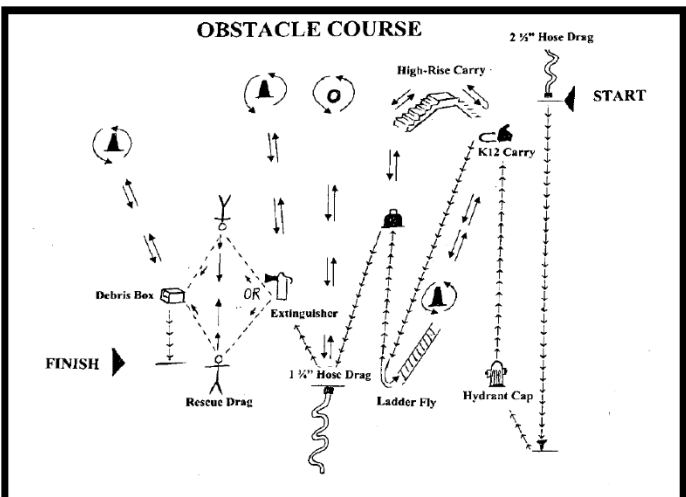 OBSTACLE COURSE
2 ½” Hose Drag
START
High-Rise Carry
K12 Carry
Debris Box
OR
Extinguisher
FINISH
1 ¾” Hose Drag
Rescue Drag
Ladder Fly
Hydrant Cap